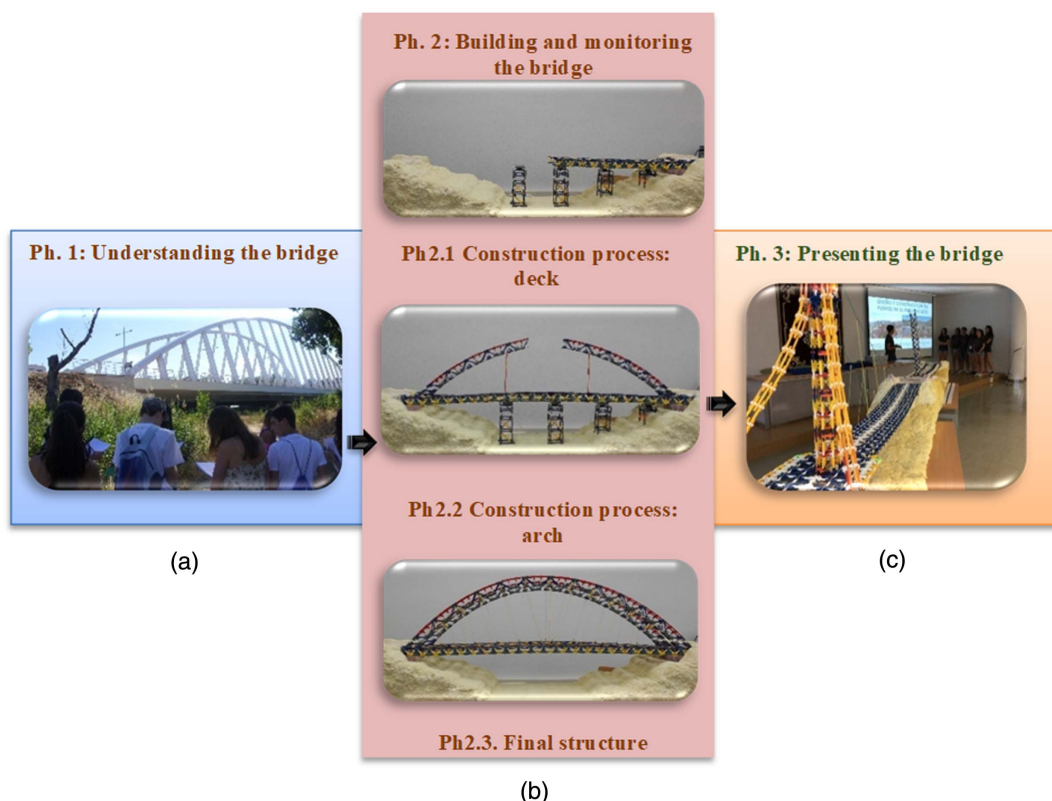 Ph. 1: Understanding the bridge
(a)
Ph. 2: Building and monitoring
the bridge
Ph2.1 Construction process:
deck
Ph2.2 Construction process:
arch
Ph2.3. Final structure
(b)
Ph. 3: Presenting the bridge
(c)